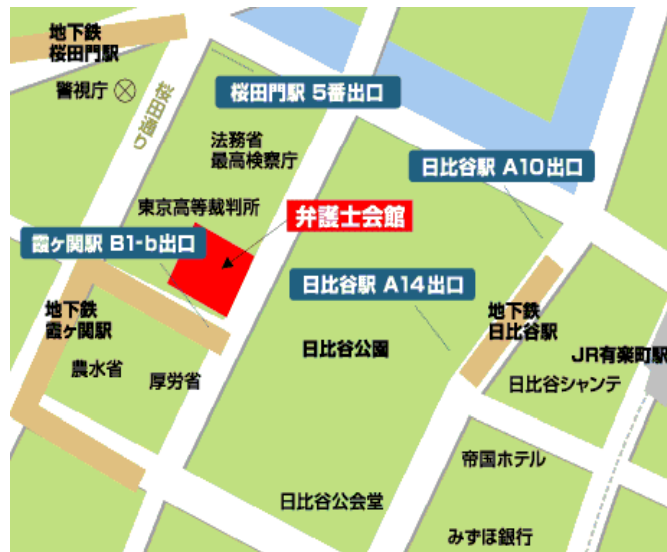 地下鉄
桜田門駅
警視庁
桜田通り
桜田門駅 5番出口
法務省
最高検察庁
日比谷駅 A10出口
東京高等裁判所
弁護士会館
霞ヶ関駅 B1-b出口
日比谷駅 A14出口
地下鉄
霞ヶ関駅
地下鉄
日比谷駅
日比谷公園
JR有楽町駅
農水省
厚労省
日比谷シャンテ
帝国ホテル
日比谷公会堂
みずほ銀行